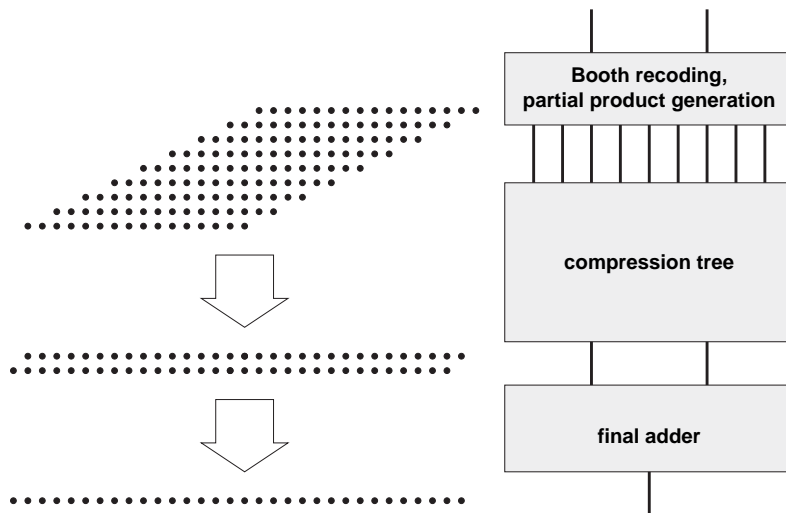 Booth recoding,
partial product generation
compression tree
final adder